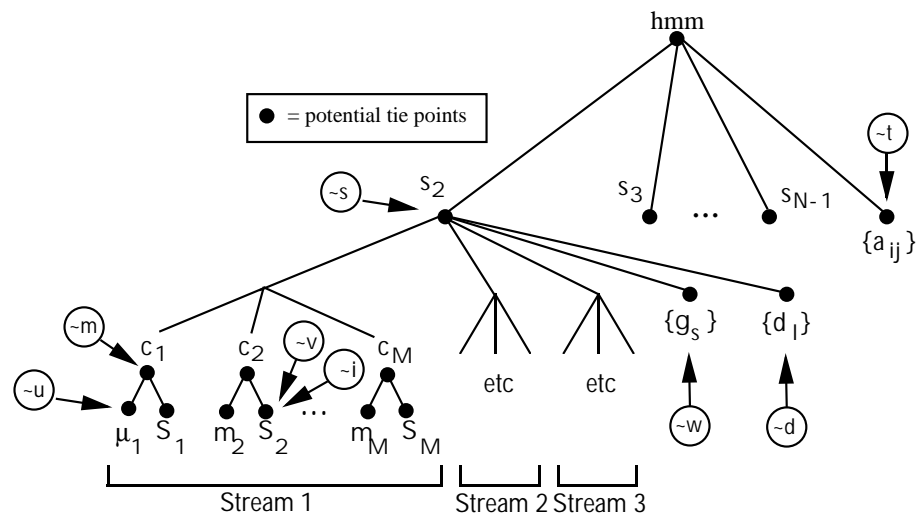 hmm
= potential tie points
~t
~s
s2
s3
...
sN-1
{aij}
~m
c1
c2
~v
~i
cM
{gs}
{dl}
~u
etc
etc
...
μ1
S1
m2
S2
mM
SM
~w
~d
Stream 1
Stream 2
Stream 3